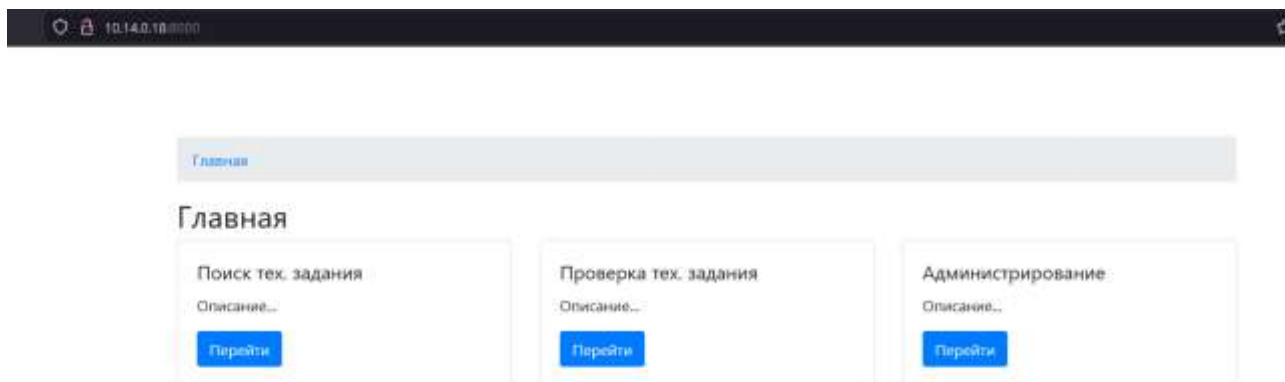 10.14.0.18:8000
Главная
Главная
Поиск тех. задания
Проверка тех. задания
Администрирование
Описание...
Описание...
Описание...
Перейти
Перейти
Перейти